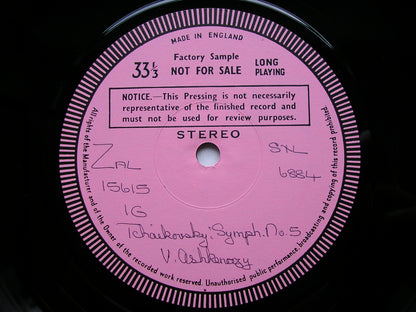 MADE IN ENGLAND
Factory Sample
33 1/3 NOT FOR SALE LONG PLAYING
NOTICE.—This Pressing is not necessarily
representative of the finished record and
must not be used for review purposes.
STEREO
ZAL SXL
15615 6884
1G
Tchaikovsky: Symph. No. 5
V. Ashkenazy
All rights of the Manufacturer and of the Owner of the recorded work reserved. Unauthorised public performance, broadcasting and copying of this record prohibited.